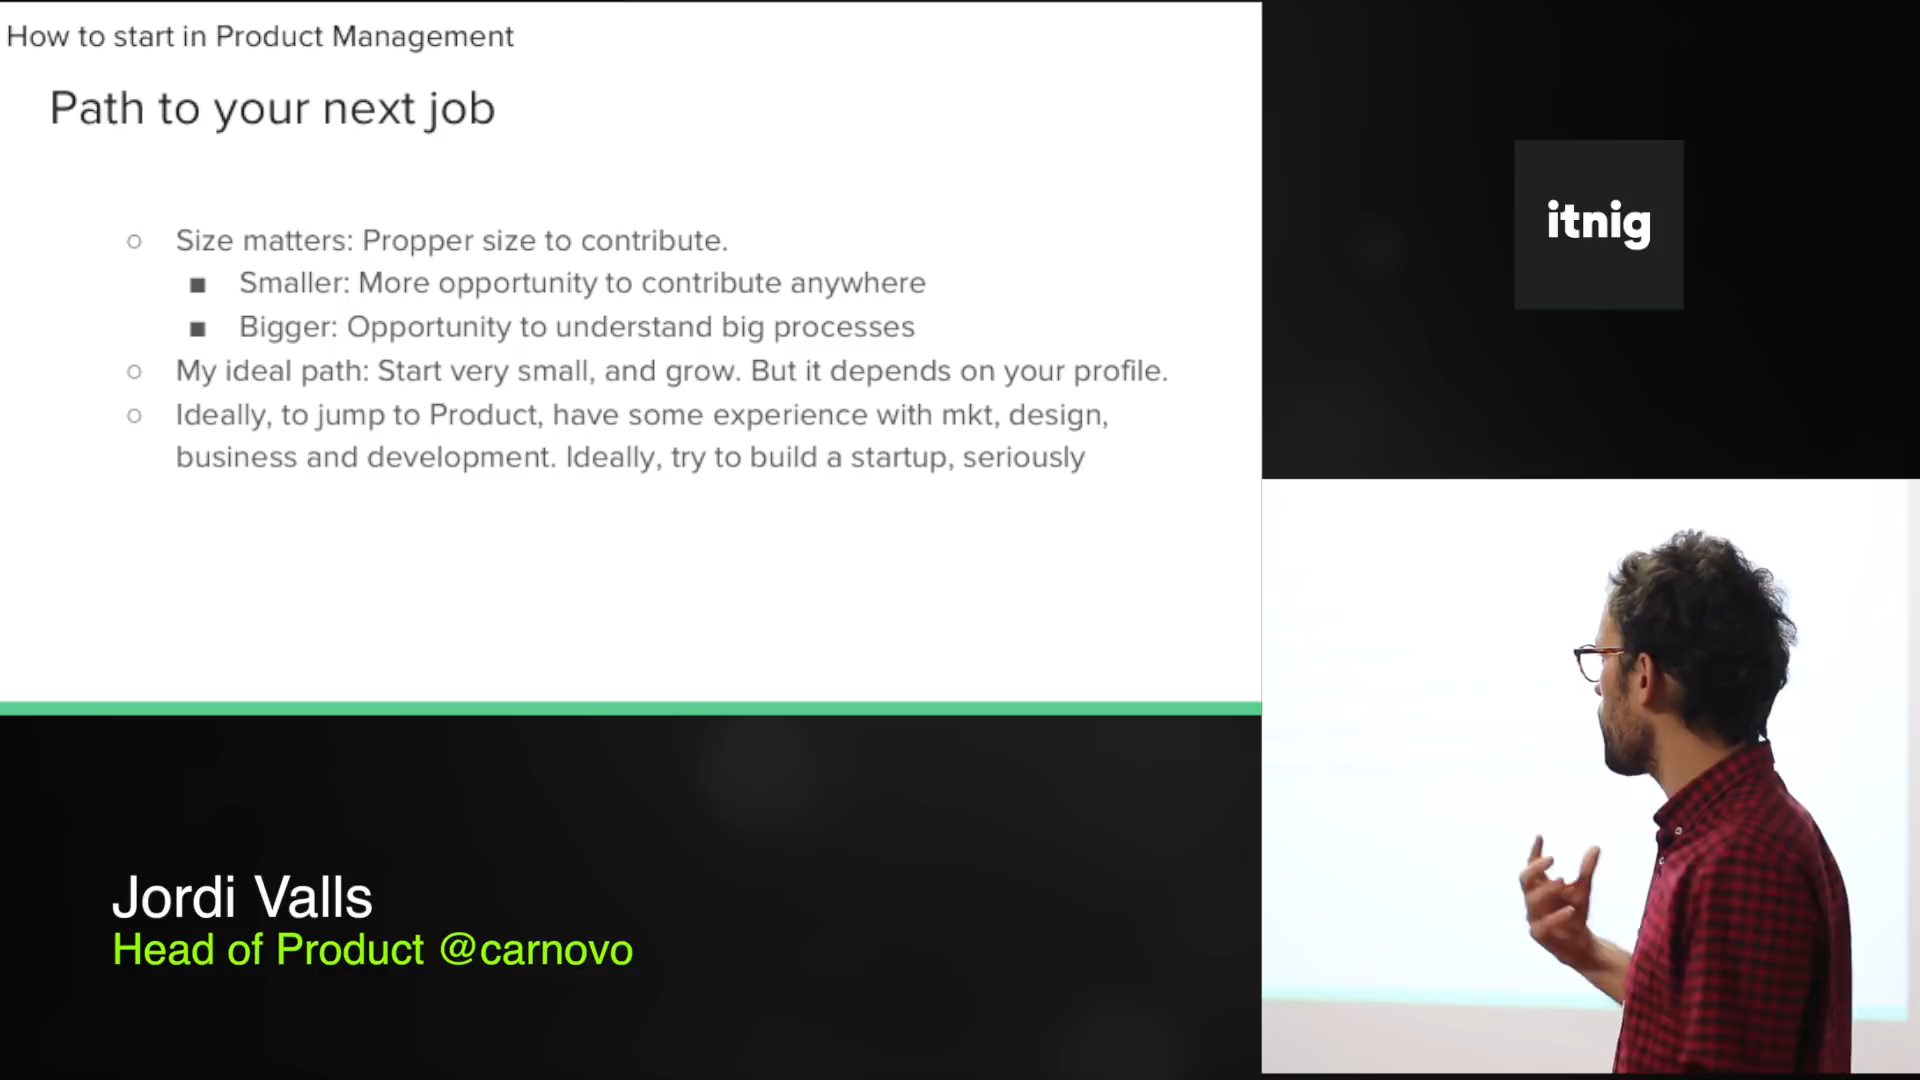 How to start in Product Management
Path to your next job
○ Size matters: Propper size to contribute.
■ Smaller: More opportunity to contribute anywhere
■ Bigger: Opportunity to understand big processes
○ My ideal path: Start very small, and grow. But it depends on your profile.
○ Ideally, to jump to Product, have some experience with mkt, design,
business and development. Ideally, try to build a startup, seriously
itnig
Jordi Valls
Head of Product @carnovo